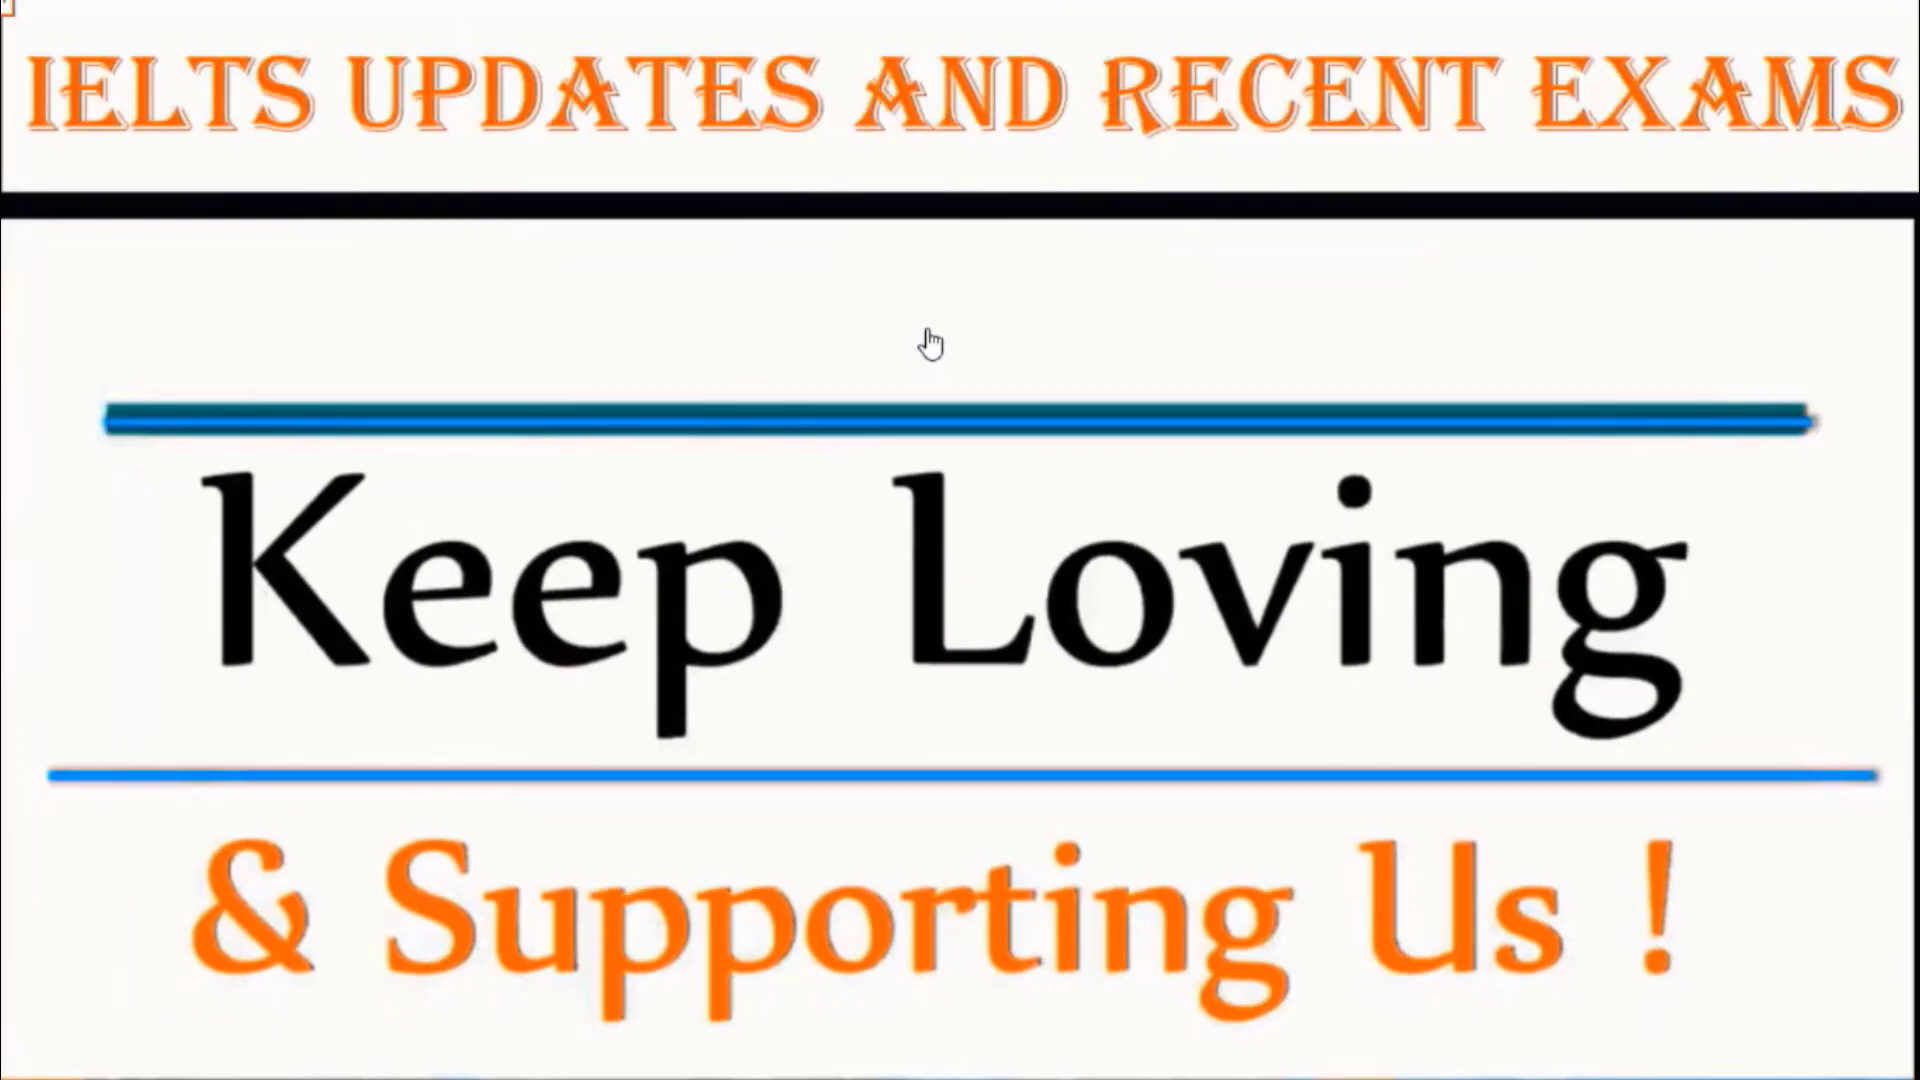 IELTS UPDATES AND RECENT EXAMS
Keep Loving
& Supporting Us !